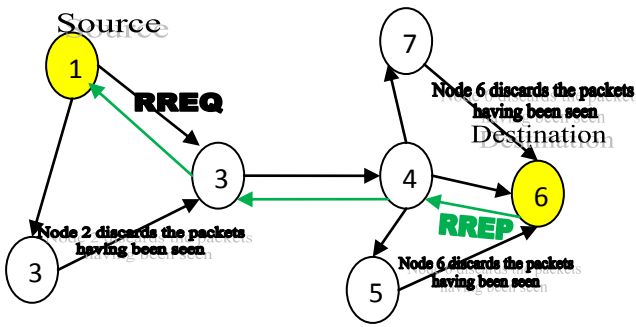 Source
7
1
Node 6 discards the packets
having been seen
RREQ
Destination
3
4
6
RREP
Node 2 discards the packets
having been seen
3
Node 6 discards the packets
having been seen
5